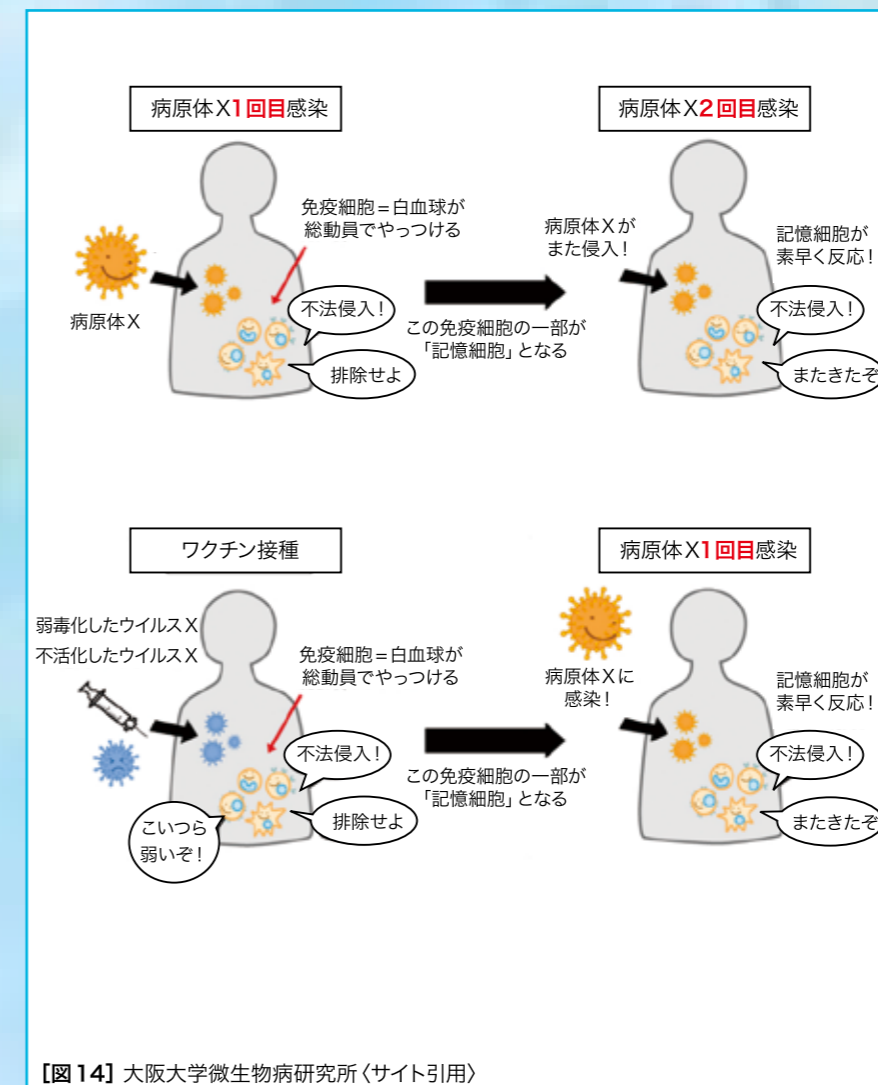 病原体X1回目感染
免疫細胞=白血球が
総動員でやっつける
病原体X
不法侵入!
排除せよ
この免疫細胞の一部が
「記憶細胞」となる
病原体X2回目感染
病原体Xが
また侵入!
記憶細胞が
素早く反応!
不法侵入!
またきたぞ
ワクチン接種
弱毒化したウイルスX
不活化したウイルスX
免疫細胞=白血球が
総動員でやっつける
不法侵入!
排除せよ
こいつら
弱いぞ!
この免疫細胞の一部が
「記憶細胞」となる
病原体X1回目感染
病原体Xに
感染!
記憶細胞が
素早く反応!
不法侵入!
またきたぞ
[図14] 大阪大学微生物病研究所〈サイト引用〉